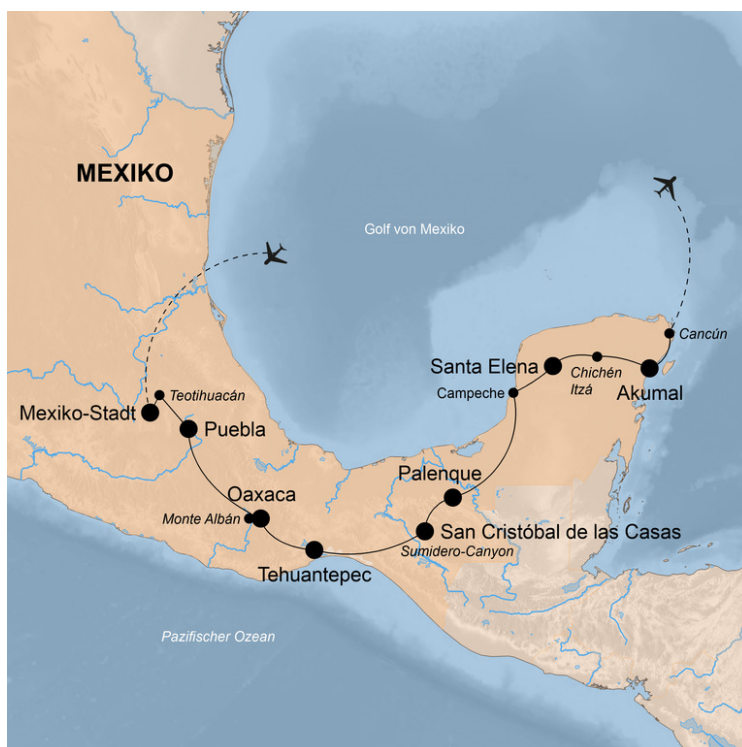 MEXIKO
Golf von Mexiko
Cancún
Santa Elena
Chichén
Itzá
Teotihuacán
Campeche
Akumal
Mexiko-Stadt
Puebla
Palenque
Oaxaca
Monte Albán
San Cristóbal de las Casas
Sumidero-Canyon
Tehuantepec
Pazifischer Ozean